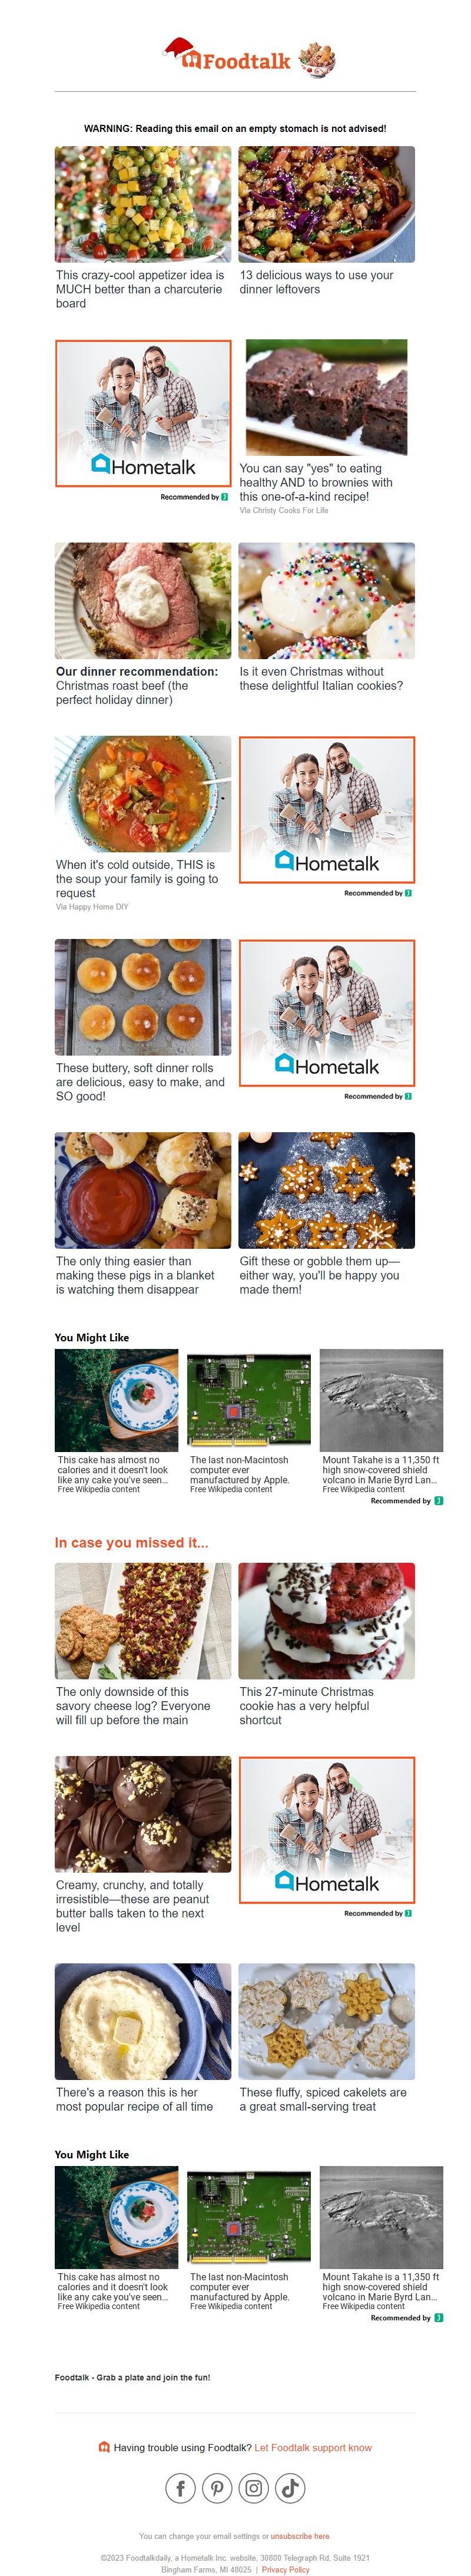 Foodtalk
WARNING: Reading this email on an empty stomach is not advised!
This crazy-cool appetizer idea is
MUCH better than a charcuterie
board
13 delicious ways to use your
dinner leftovers
Hometalk
Recommended by
You can say "yes" to eating
healthy AND to brownies with
this one-of-a-kind recipe!
Via Christy Cooks For Life
Our dinner recommendation:
Christmas roast beef (the
perfect holiday dinner)
Is it even Christmas without
these delightful Italian cookies?
When it's cold outside, THIS is
the soup your family is going to
request
Via Happy Home DIY
Hometalk
Recommended by
These buttery, soft dinner rolls
are delicious, easy to make, and
SO good!
Hometalk
Recommended by
The only thing easier than
making these pigs in a blanket
is watching them disappear
Gift these or gobble them up—
either way, you'll be happy you
made them!
You Might Like
This cake has almost no
calories and it doesn't look
like any cake you've seen...
Free Wikipedia content
The last non-Macintosh
computer ever
manufactured by Apple.
Free Wikipedia content
Mount Takahe is a 11,350 ft
high snow-covered shield
volcano in Marie Byrd Lan...
Free Wikipedia content
Recommended by
In case you missed it...
The only downside of this
savory cheese log? Everyone
will fill up before the main
This 27-minute Christmas
cookie has a very helpful
shortcut
Creamy, crunchy, and totally
irresistible—these are peanut
butter balls taken to the next
level
Hometalk
Recommended by
There's a reason this is her
most popular recipe of all time
These fluffy, spiced cakelets are
a great small-serving treat
You Might Like
This cake has almost no
calories and it doesn't look
like any cake you've seen...
Free Wikipedia content
The last non-Macintosh
computer ever
manufactured by Apple.
Free Wikipedia content
Mount Takahe is a 11,350 ft
high snow-covered shield
volcano in Marie Byrd Lan...
Free Wikipedia content
Recommended by
Foodtalk - Grab a plate and join the fun!
Having trouble using Foodtalk? Let Foodtalk support know
You can change your email settings or unsubscribe here.
©2023 Foodtalkdaily, a Hometalk Inc. website, 30800 Telegraph Rd, Suite 1921
Bingham Farms, MI 48025 | Privacy Policy